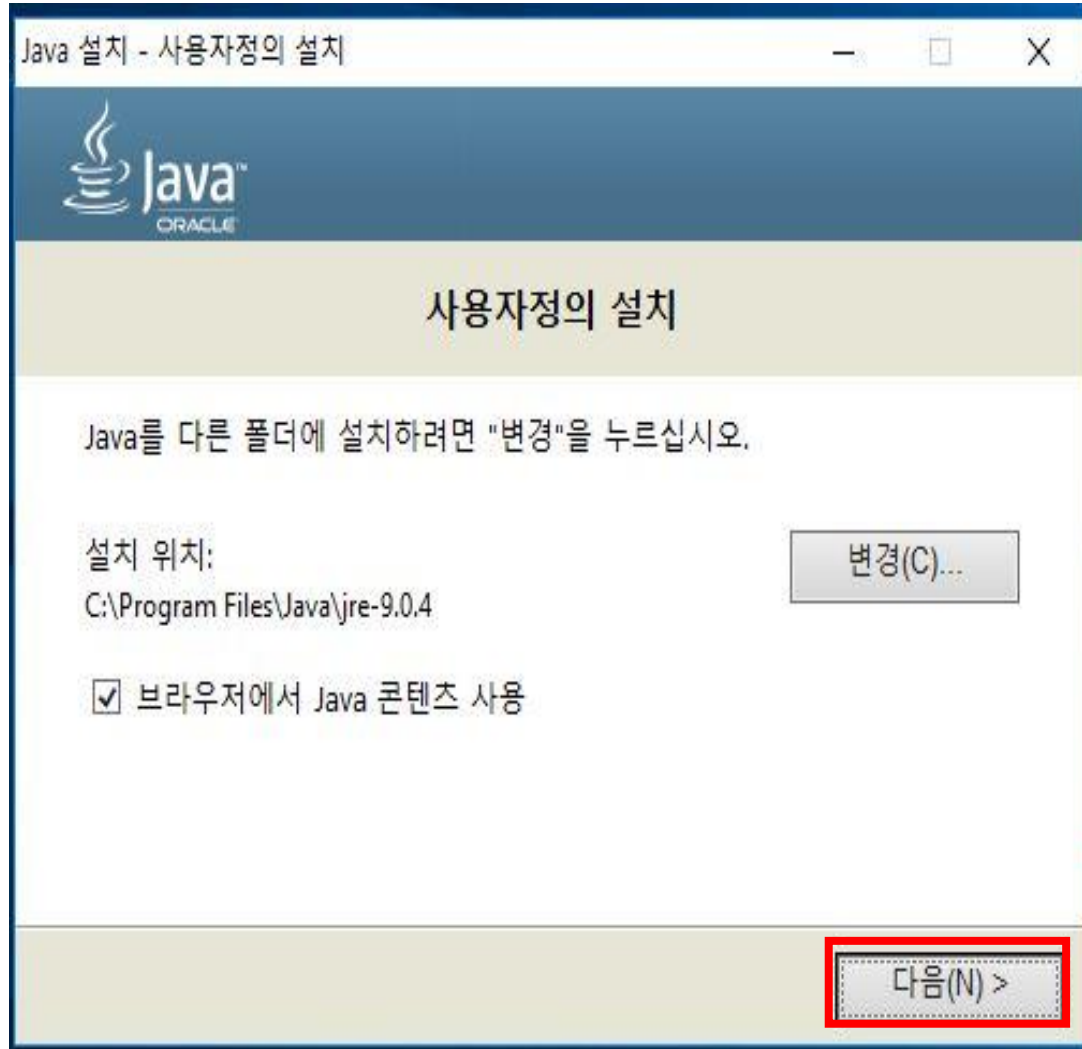 Java 설치 - 사용자정의 설치
Java™
ORACLE
사용자정의 설치
Java를 다른 폴더에 설치하려면 "변경"을 누르십시오.
설치 위치:
변경(C)...
C:\Program Files\Java\jre-9.0.4
브라우저에서 Java 콘텐츠 사용
다음(N) >